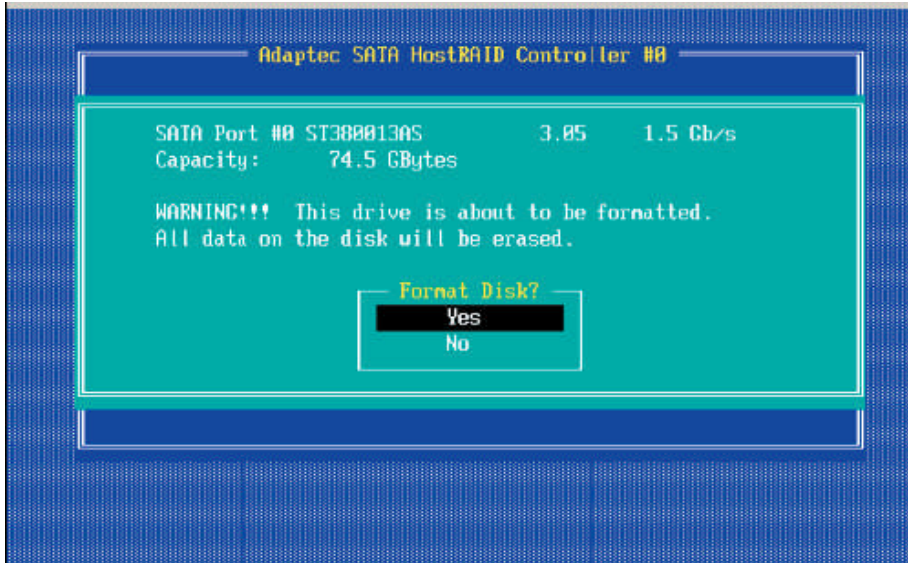 Adaptec SATA HostRAID Controller #0
SATA Port #0 ST380013AS 3.05 1.5 Gb/s
Capacity: 74.5 GBytes
WARNING!!! This drive is about to be formatted.
All data on the disk will be erased.
Format Disk?
Yes
No